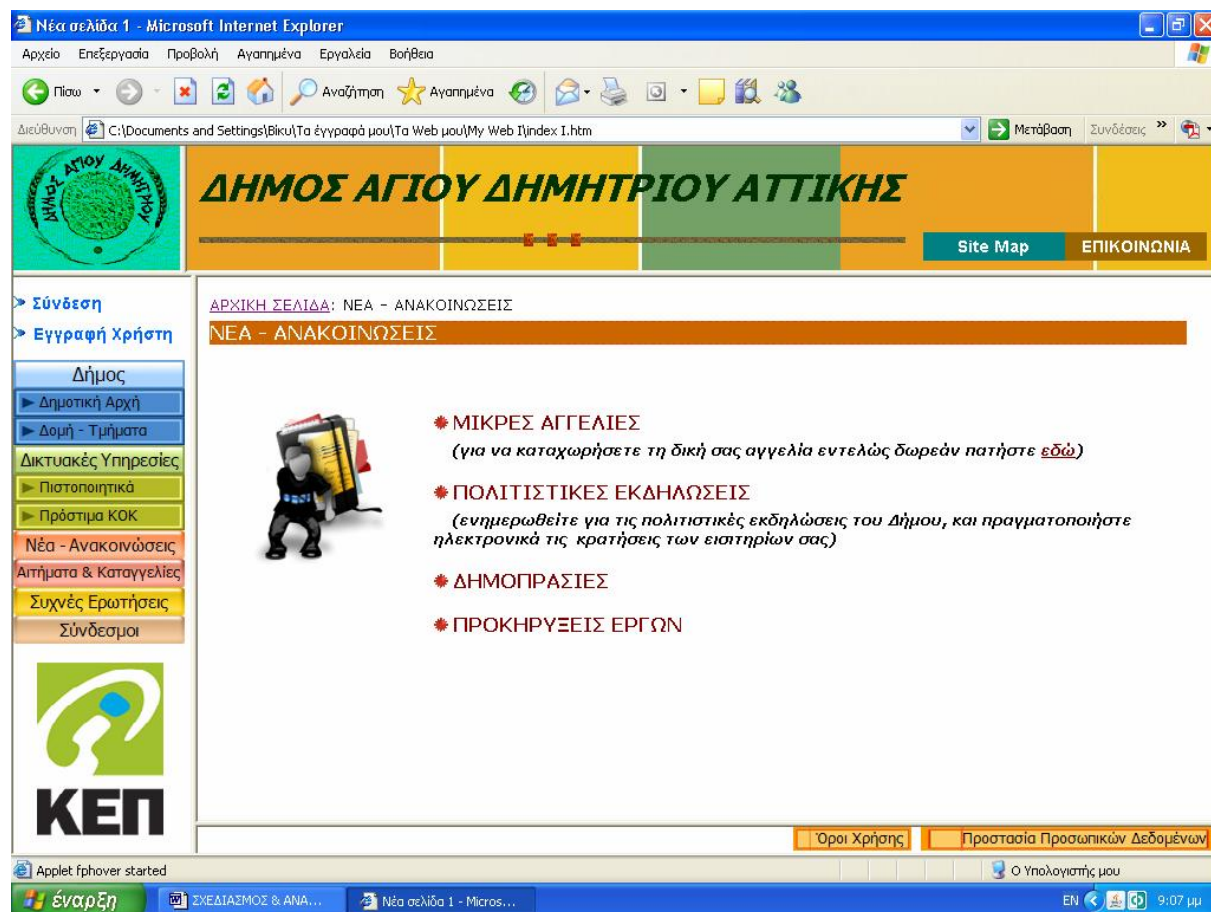 Νέα σελίδα 1 - Microsoft Internet Explorer
Αρχείο Επεξεργασία Προβολή Αγαπημένα Εργαλεία Βοήθεια
Πίσω Αναζήτηση Αγαπημένα
Διεύθυνση C:\Documents and Settings\Βίκυ\Τα έγγραφά μου\Τα Web μου\My Web I\index I.htm Μετάβαση Συνδέσεις »
ΔΗΜΟΣ ΑΓΙΟΥ ΔΗΜΗΤΡΙΟΥ
ΔΗΜΟΣ ΑΓΙΟΥ ΔΗΜΗΤΡΙΟΥ ΑΤΤΙΚΗΣ
Site Map ΕΠΙΚΟΙΝΩΝΙΑ
Σύνδεση
Εγγραφή Χρήστη
Δήμος
Δημοτική Αρχή
Δομή - Τμήματα
Δικτυακές Υπηρεσίες
Πιστοποιητικά
Πρόστιμα ΚΟΚ
Νέα - Ανακοινώσεις
Αιτήματα & Καταγγελίες
Συχνές Ερωτήσεις
Σύνδεσμοι
ΚΕΠ
ΑΡΧΙΚΗ ΣΕΛΙΔΑ: ΝΕΑ - ΑΝΑΚΟΙΝΩΣΕΙΣ
ΝΕΑ - ΑΝΑΚΟΙΝΩΣΕΙΣ
ΜΙΚΡΕΣ ΑΓΓΕΛΙΕΣ
(για να καταχωρήσετε τη δική σας αγγελία εντελώς δωρεάν πατήστε εδώ)
ΠΟΛΙΤΙΣΤΙΚΕΣ ΕΚΔΗΛΩΣΕΙΣ
(ενημερωθείτε για τις πολιτιστικές εκδηλώσεις του Δήμου, και πραγματοποιήστε
ηλεκτρονικά τις κρατήσεις των εισιτηρίων σας)
ΔΗΜΟΠΡΑΣΙΕΣ
ΠΡΟΚΗΡΥΞΕΙΣ ΕΡΓΩΝ
Όροι Χρήσης Προστασία Προσωπικών Δεδομένων
Applet fphover started Ο Υπολογιστής μου
έναρξη ΣΧΕΔΙΑΣΜΟΣ & ΑΝΑ... Νέα σελίδα 1 - Micros... EN 9:07 μμ